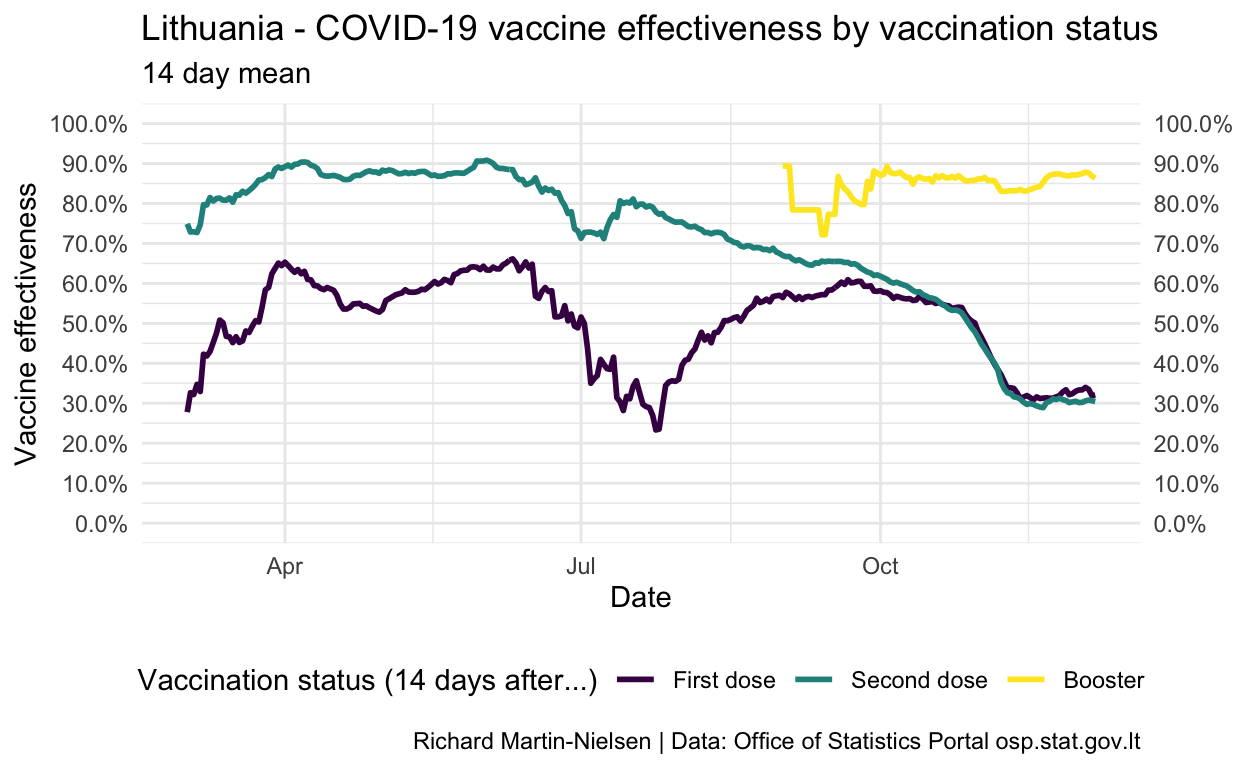 Lithuania - COVID-19 vaccine effectiveness by vaccination status
14 day mean
Vaccine effectiveness
100.0% 100.0%
90.0% 90.0%
80.0% 80.0%
70.0% 70.0%
60.0% 60.0%
50.0% 50.0%
40.0% 40.0%
30.0% 30.0%
20.0% 20.0%
10.0% 10.0%
0.0% 0.0%
Apr Jul Oct
Date
Vaccination status (14 days after...) First dose Second dose Booster
Richard Martin-Nielsen | Data: Office of Statistics Portal osp.stat.gov.lt